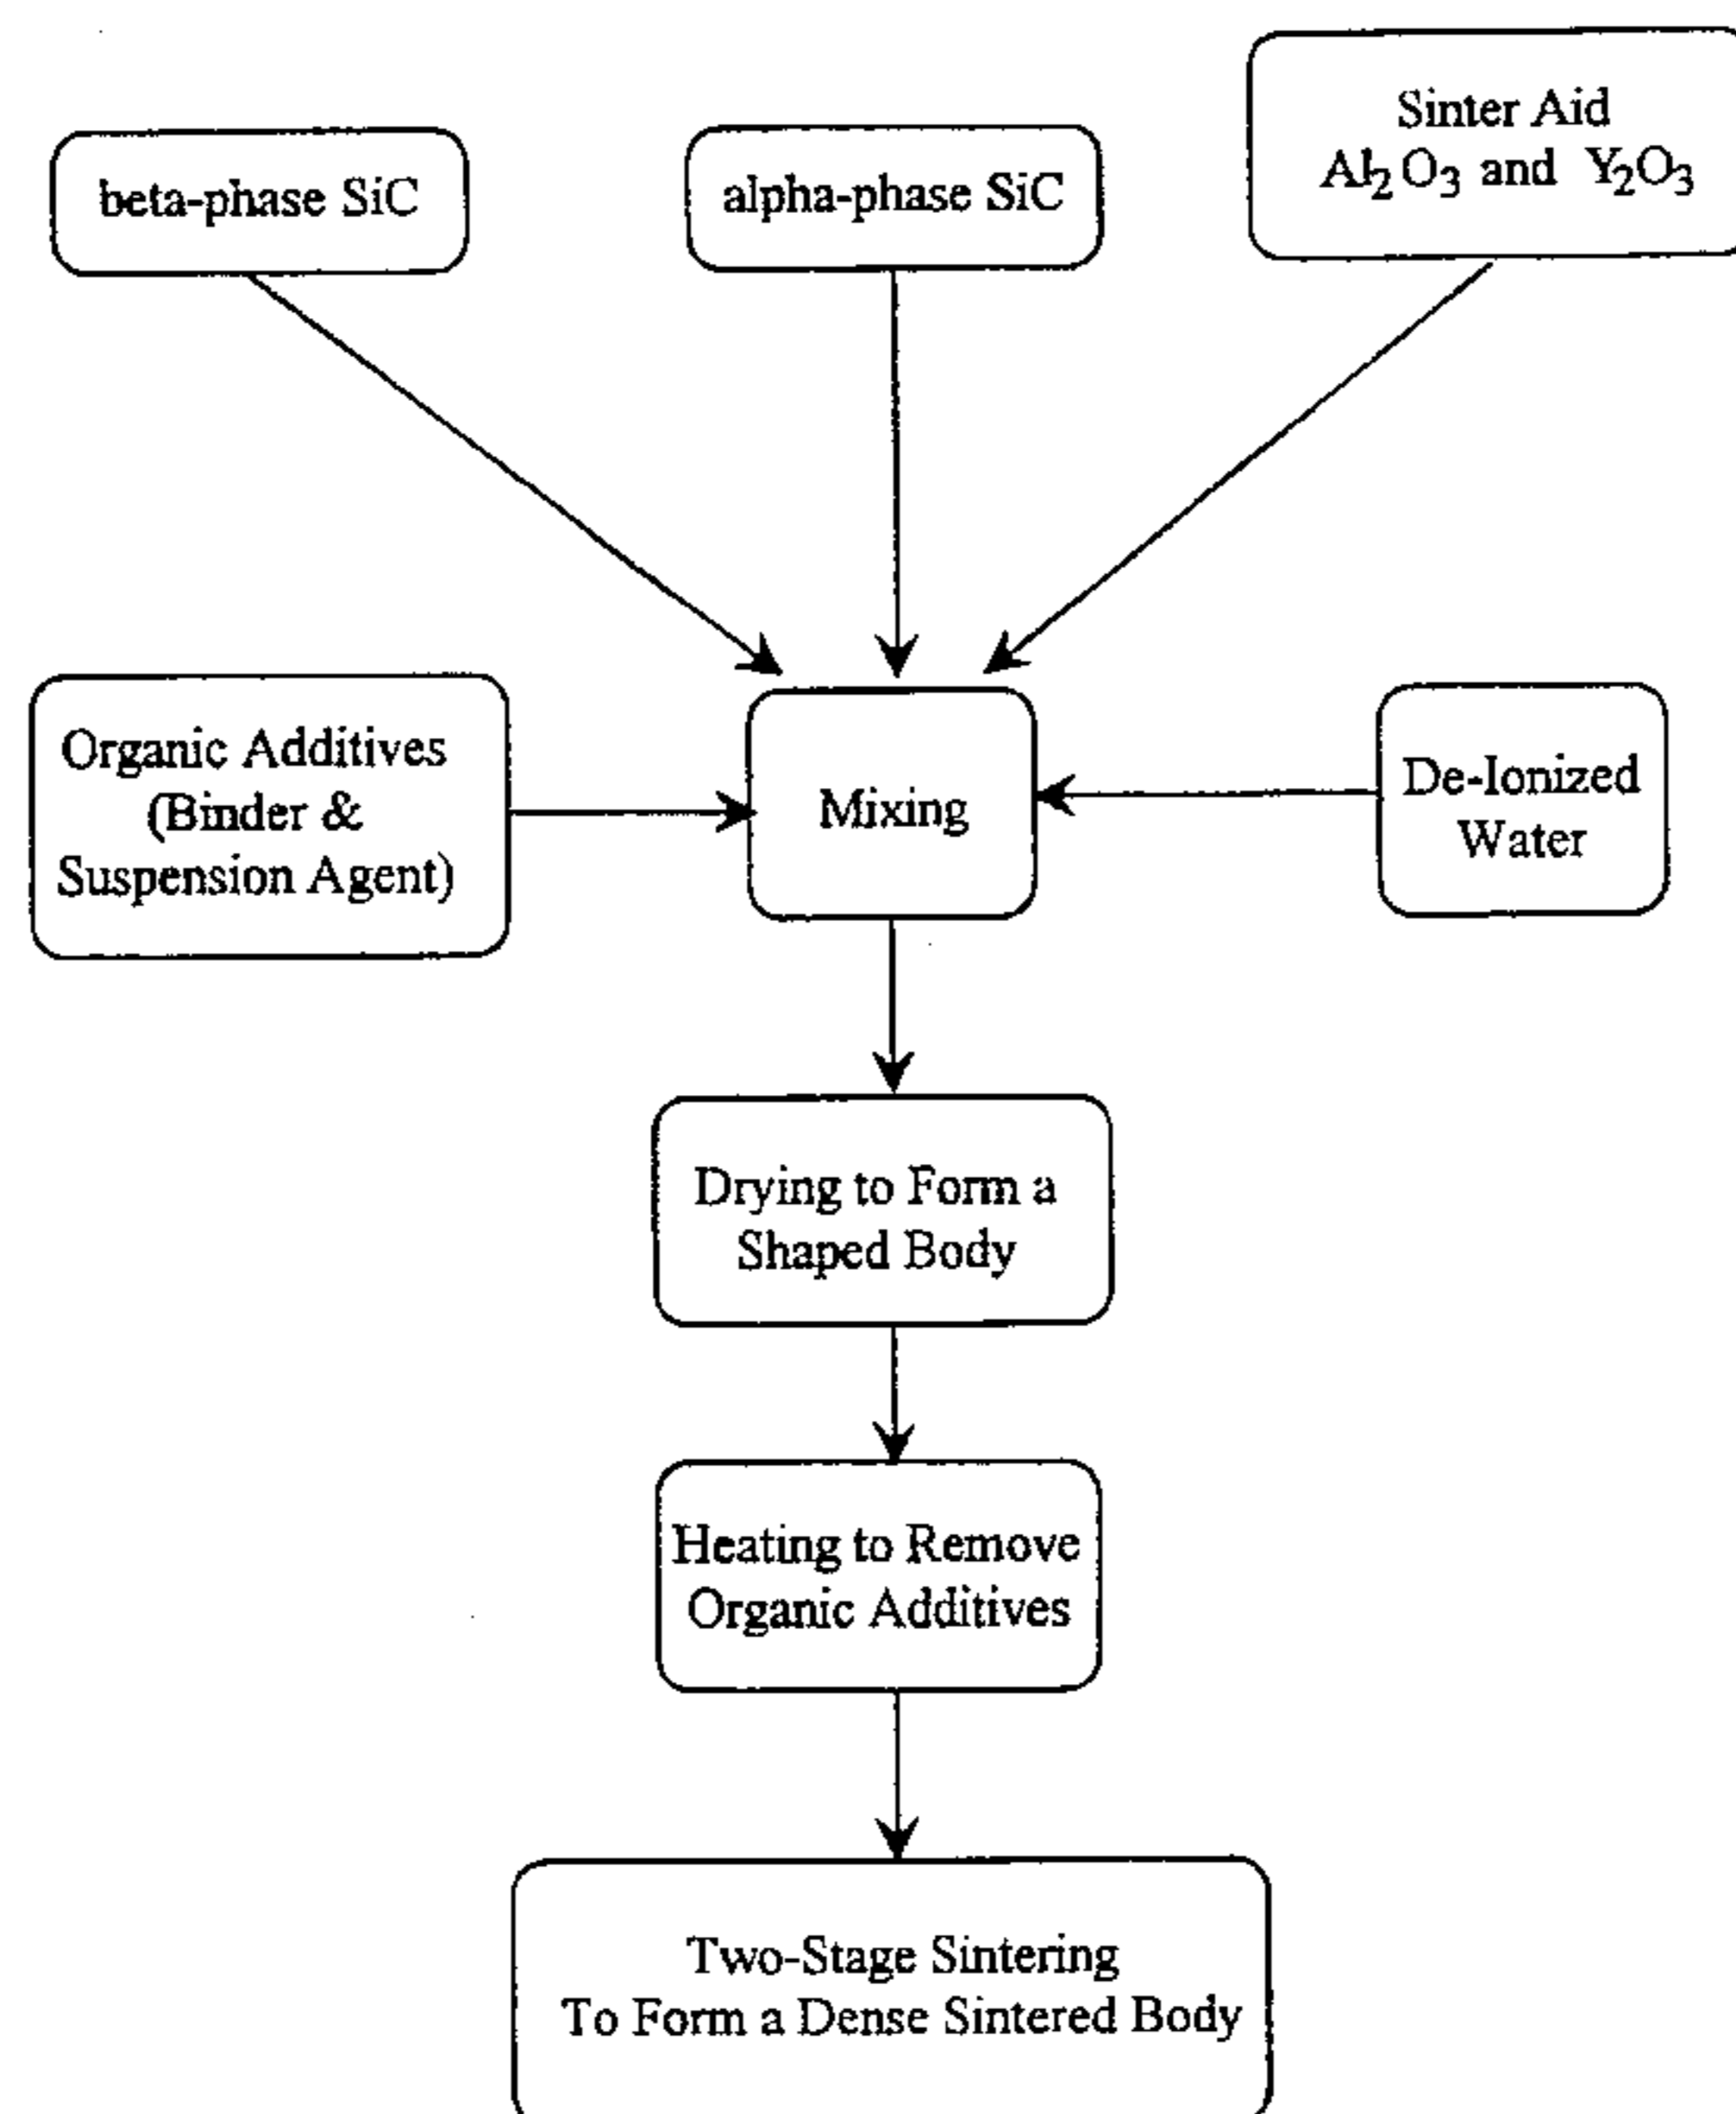 beta-phase SiC
alpha-phase SiC
Sinter Aid
Al₂O₃ and Y₂O₃
Organic Additives
(Binder &
Suspension Agent)
Mixing
De-Ionized
Water
Drying to Form a
Shaped Body
Heating to Remove
Organic Additives
Two-Stage Sintering
To Form a Dense Sintered Body